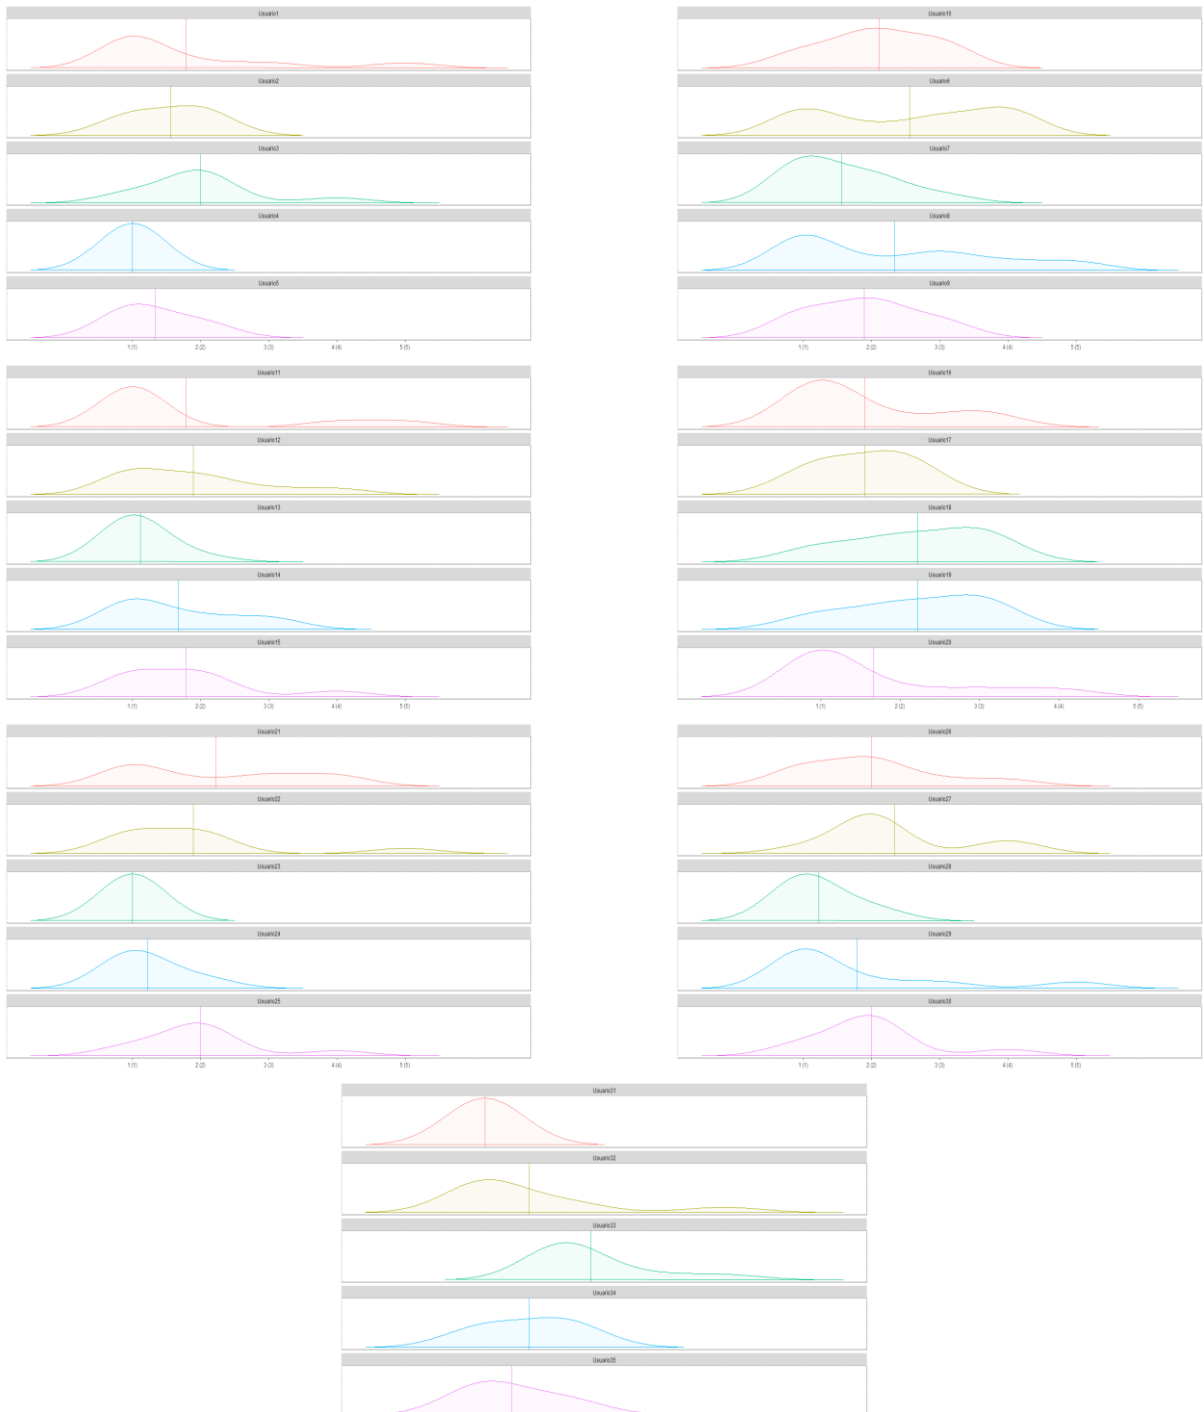 Usuario1
Usuario2
Usuario3
Usuario4
Usuario5
1 (1) 2 (2) 3 (3) 4 (4) 5 (5)
Usuario10
Usuario6
Usuario7
Usuario8
Usuario9
1 (1) 2 (2) 3 (3) 4 (4) 5 (5)
Usuario11
Usuario12
Usuario13
Usuario14
Usuario15
1 (1) 2 (2) 3 (3) 4 (4) 5 (5)
Usuario16
Usuario17
Usuario18
Usuario19
Usuario20
1 (1) 2 (2) 3 (3) 4 (4) 5 (5)
Usuario21
Usuario22
Usuario23
Usuario24
Usuario25
1 (1) 2 (2) 3 (3) 4 (4) 5 (5)
Usuario26
Usuario27
Usuario28
Usuario29
Usuario30
1 (1) 2 (2) 3 (3) 4 (4) 5 (5)
Usuario31
Usuario32
Usuario33
Usuario34
Usuario35